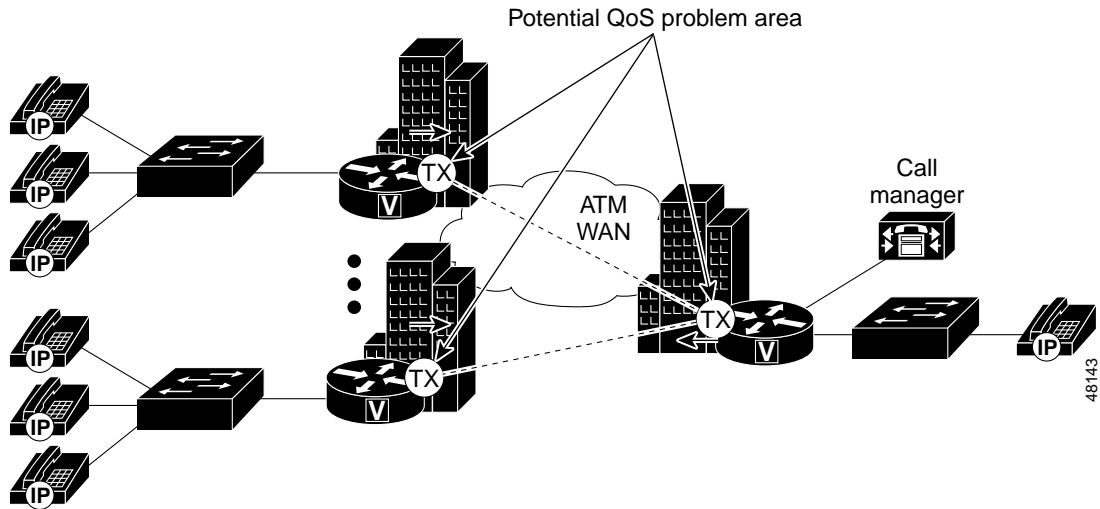 Potential QoS problem area
IP
IP
IP
TX
V
ATM
WAN
Call
manager
TX
V
IP
IP
IP
IP
TX
V
48143